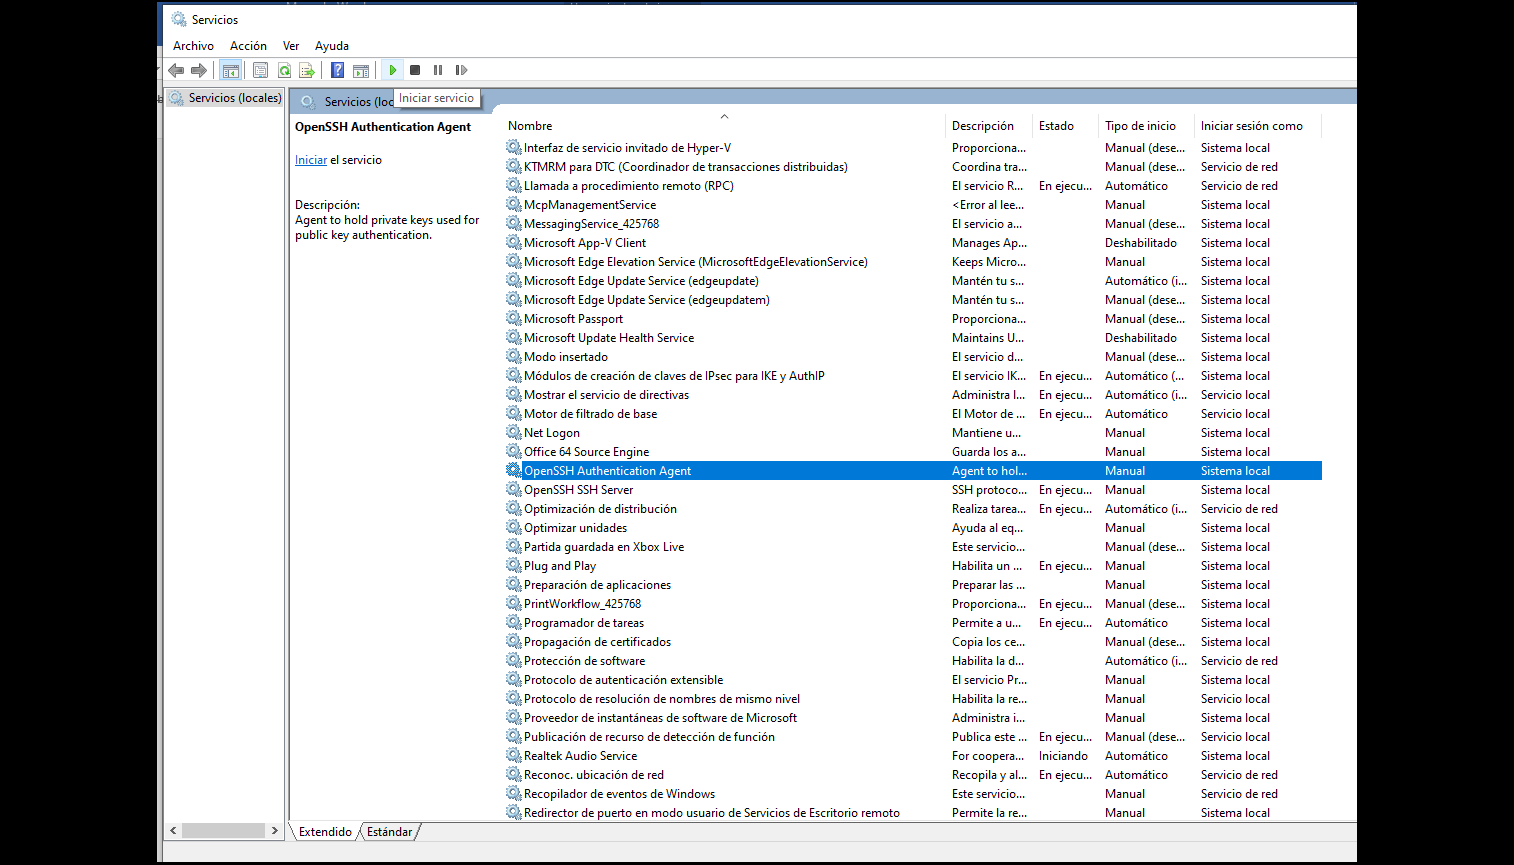 Servicios
Archivo Acción Ver Ayuda
Iniciar servicio
Servicios (locales)
Servicios (loc
OpenSSH Authentication Agent
Iniciar el servicio
Descripción:
Agent to hold private keys used for
public key authentication.
Nombre Descripción Estado Tipo de inicio Iniciar sesión como
Interfaz de servicio invitado de Hyper-V Proporciona... Manual (dese... Sistema local
KTMRM para DTC (Coordinador de transacciones distribuidas) Coordina tra... Manual (dese... Servicio de red
Llamada a procedimiento remoto (RPC) El servicio R... En ejecu... Automático Servicio de red
McpManagementService <Error al lee... Manual Sistema local
MessagingService_425768 El servicio a... Manual (dese... Sistema local
Microsoft App-V Client Manages Ap... Deshabilitado Sistema local
Microsoft Edge Elevation Service (MicrosoftEdgeElevationService) Keeps Micro... Manual Sistema local
Microsoft Edge Update Service (edgeupdate) Mantén tu s... Automático (i... Sistema local
Microsoft Edge Update Service (edgeupdatem) Mantén tu s... Manual (dese... Sistema local
Microsoft Passport Proporciona... Manual (dese... Sistema local
Microsoft Update Health Service Maintains U... Deshabilitado Sistema local
Modo insertado El servicio d... Manual (dese... Sistema local
Módulos de creación de claves de IPsec para IKE y AuthIP El servicio IK... En ejecu... Automático (... Sistema local
Mostrar el servicio de directivas Administra l... En ejecu... Automático (i... Servicio local
Motor de filtrado de base El Motor de ... En ejecu... Automático Servicio local
Net Logon Mantiene u... Manual Sistema local
Office 64 Source Engine Guarda los a... Manual Sistema local
OpenSSH Authentication Agent Agent to hol... Manual Sistema local
OpenSSH SSH Server SSH protoco... En ejecu... Manual Sistema local
Optimización de distribución Realiza tarea... En ejecu... Automático (i... Servicio de red
Optimizar unidades Ayuda al eq... Manual Sistema local
Partida guardada en Xbox Live Este servicio... Manual (dese... Sistema local
Plug and Play Habilita un ... En ejecu... Manual Sistema local
Preparación de aplicaciones Preparar las ... Manual Sistema local
PrintWorkflow_425768 Proporciona... En ejecu... Manual (dese... Sistema local
Programador de tareas Permite a u... En ejecu... Automático Sistema local
Propagación de certificados Copia los ce... Manual (dese... Sistema local
Protección de software Habilita la d... Automático (i... Servicio de red
Protocolo de autenticación extensible El servicio Pr... Manual Sistema local
Protocolo de resolución de nombres de mismo nivel Habilita la re... Manual Servicio local
Proveedor de instantáneas de software de Microsoft Administra i... Manual Sistema local
Publicación de recurso de detección de función Publica este ... En ejecu... Manual (dese... Servicio local
Realtek Audio Service For coopera... Iniciando Automático Sistema local
Reconoc. ubicación de red Recopila y al... En ejecu... Automático Servicio de red
Recopilador de eventos de Windows Este servicio... Manual Servicio de red
Redirector de puerto en modo usuario de Servicios de Escritorio remoto Permite la re... Manual Sistema local
Extendido Estándar